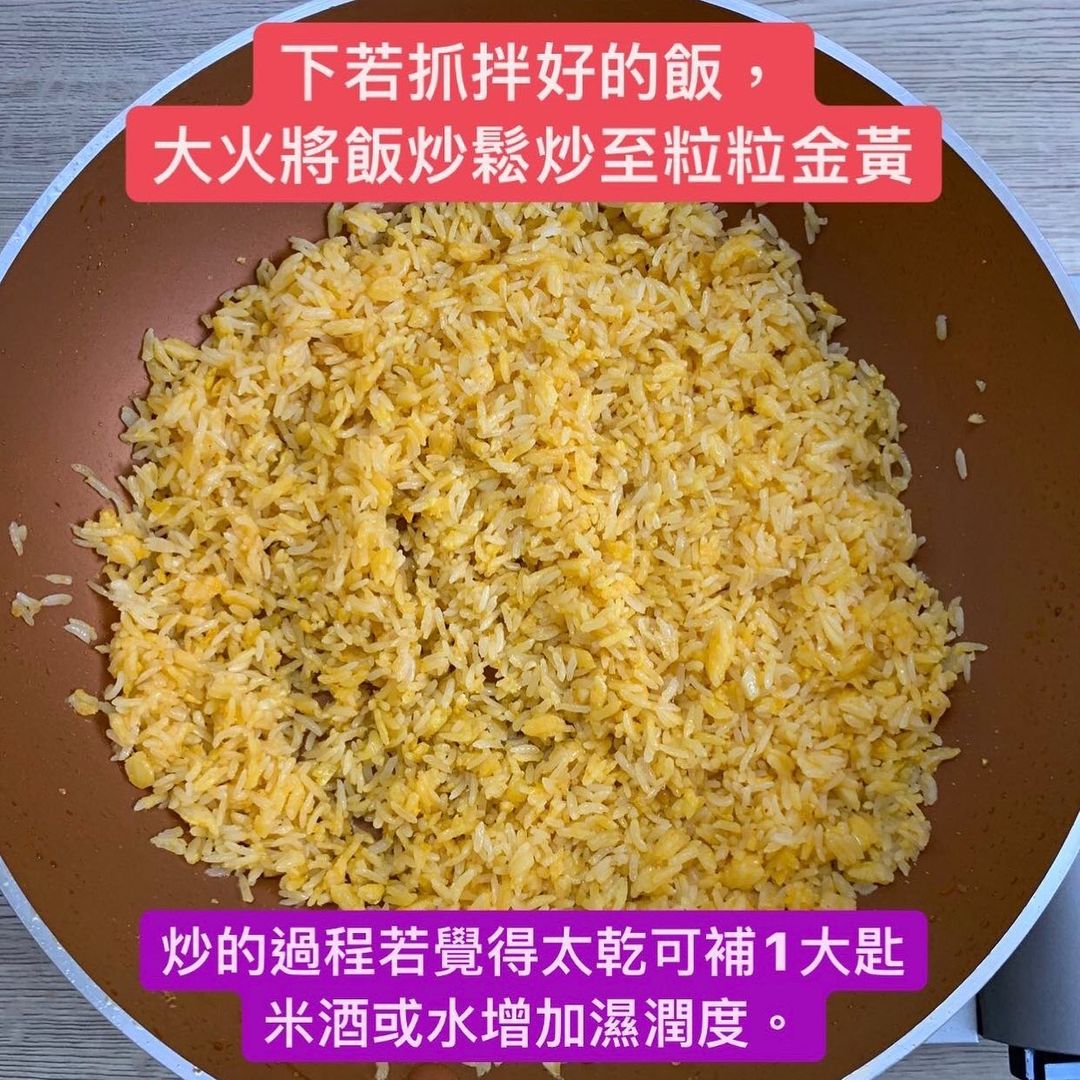 下若抓拌好的飯，
大火將飯炒鬆炒至粒粒金黃
炒的過程若覺得太乾可補1大匙
米酒或水增加濕潤度。